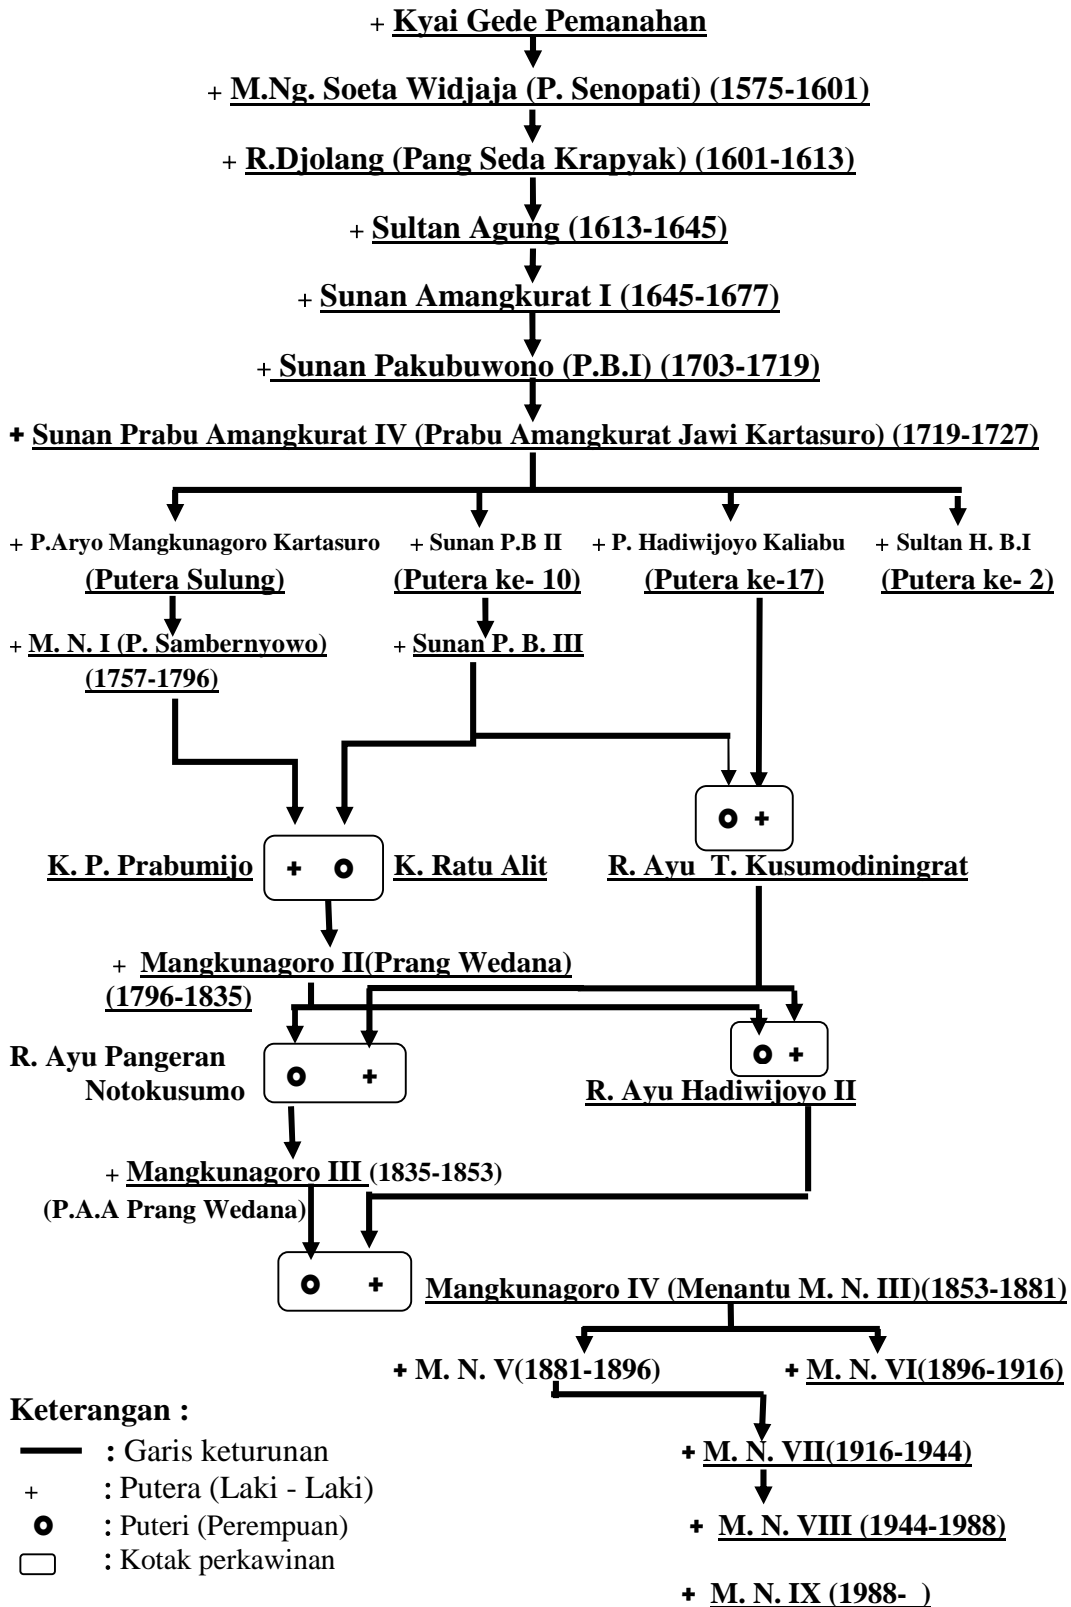 + Kyai Gede Pemanahan
+ M.Ng. Soeta Widjaja (P. Senopati) (1575-1601)
+ R.Djolang (Pang Seda Krapyak) (1601-1613)
+ Sultan Agung (1613-1645)
+ Sunan Amangkurat I (1645-1677)
+ Sunan Pakubuwono (P.B.I) (1703-1719)
+ Sunan Prabu Amangkurat IV (Prabu Amangkurat Jawi Kartasuro) (1719-1727)
+ P.Aryo Mangkunagoro Kartasuro + Sunan P.B II + P. Hadiwijoyo Kaliabu + Sultan H. B.I
(Putera Sulung) (Putera ke- 10) (Putera ke-17) (Putera ke- 2)
+ M. N. I (P. Sambernyowo) + Sunan P. B. III
(1757-1796)
K. P. Prabumijo + K. Ratu Alit R. Ayu T. Kusumodiningrat
+ Mangkunagoro II(Prang Wedana)
(1796-1835)
R. Ayu Pangeran
Notokusumo R. Ayu Hadiwijoyo II
+ Mangkunagoro III (1835-1853)
(P.A.A Prang Wedana)
Mangkunagoro IV (Menantu M. N. III)(1853-1881)
+ M. N. V(1881-1896) + M. N. VI(1896-1916)
Keterangan :
: Garis keturunan + M. N. VII(1916-1944)
+ : Putera (Laki - Laki)
: Puteri (Perempuan) + M. N. VIII (1944-1988)
: Kotak perkawinan
+ M. N. IX (1988- )